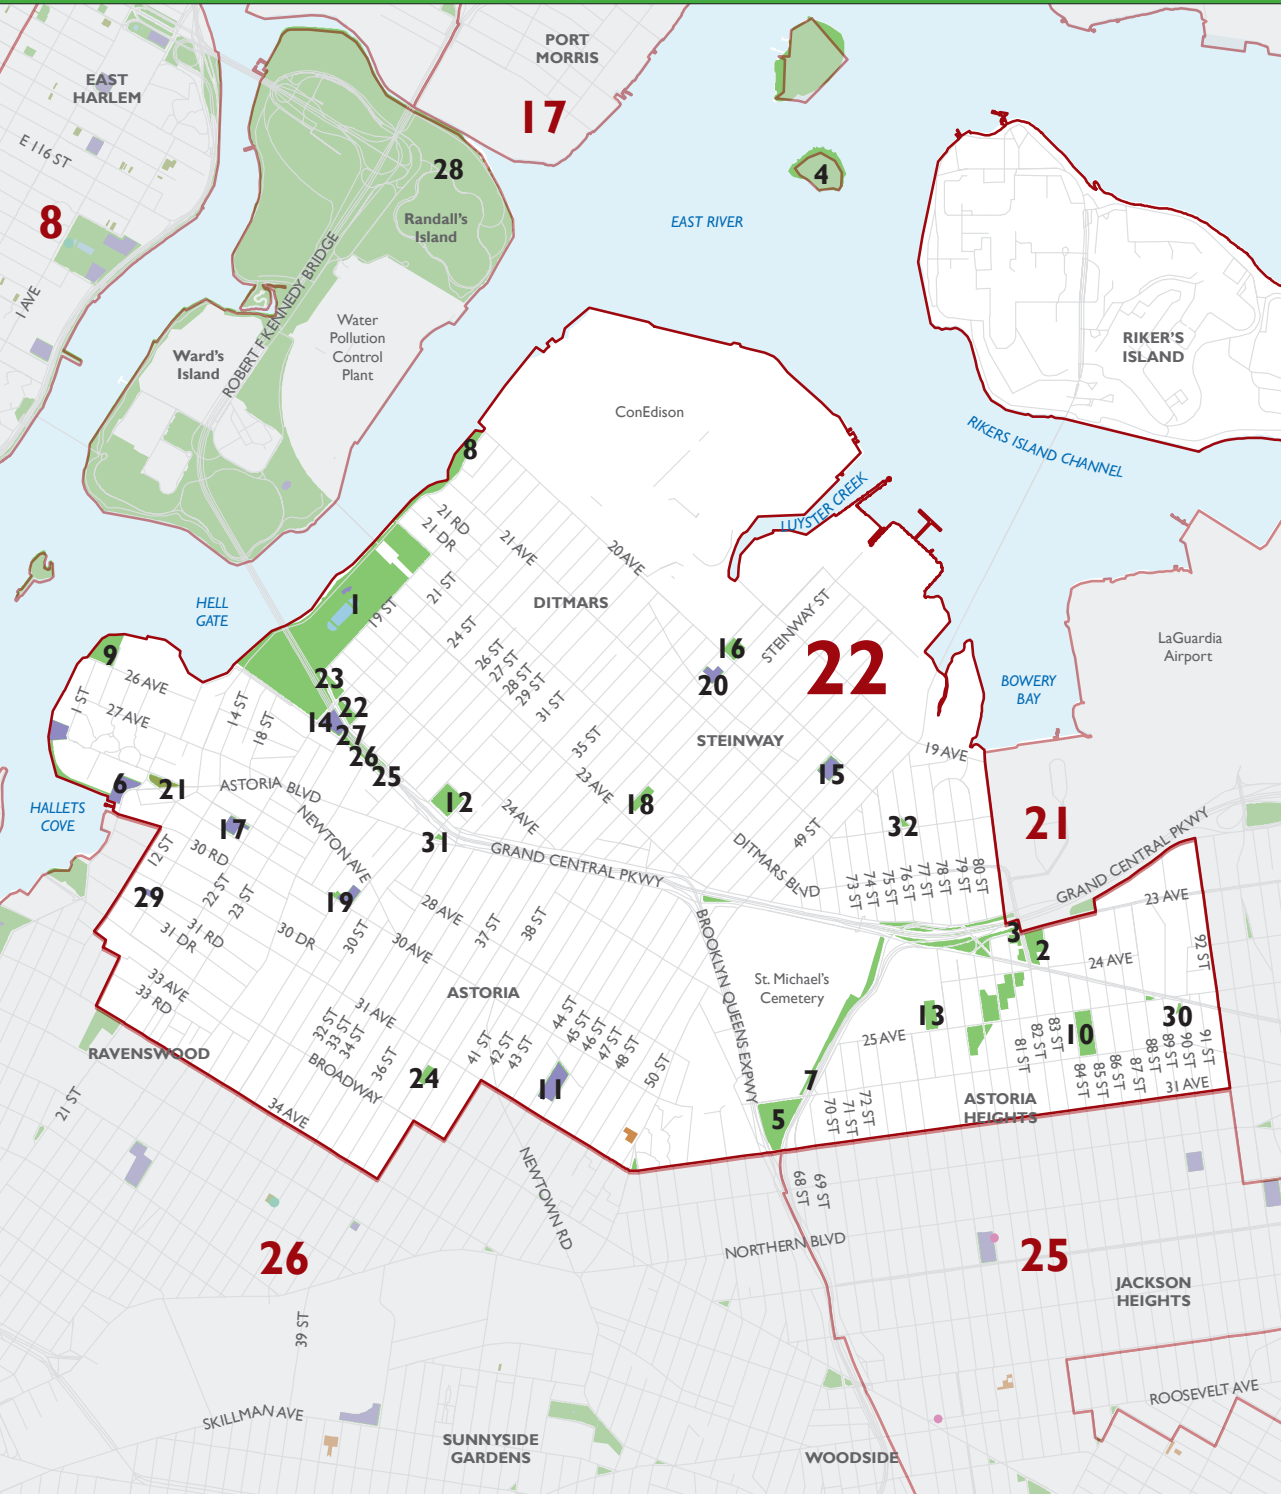 PORT
MORRIS
17
EAST
HARLEM
E 116 ST
28
8
4
Randall's
Island
EAST RIVER
ROBERT F KENNEDY BRIDGE
1 AVE
Water
Pollution
Control
Plant
Ward's
Island
RIKER'S
ISLAND
ConEdison
RIKERS ISLAND CHANNEL
8
LUYSTER CREEK
21 RD
21 DR
21 AVE
20 AVE
HELL
GATE
1
19 ST
21 ST
DITMARS
STEINWAY ST
24 ST
26 ST
27 ST
28 ST
29 ST
31 ST
16
20
22
LaGuardia
Airport
BOWERY
BAY
9
26 AVE
1 ST
27 AVE
14 ST
18 ST
23
22
14
27
26
25
35 ST
STEINWAY
19 AVE
15
6
21
ASTORIA BLVD
12
23 AVE
18
24 AVE
HALLETS
COVE
17
NEWTON AVE
31
GRAND CENTRAL PKWY
DITMARS BLVD
49 ST
32
21
GRAND CENTRAL PKWY
12 ST
30 RD
29
22 ST
23 ST
19
28 AVE
73 ST
74 ST
75 ST
76 ST
77 ST
78 ST
79 ST
80 ST
23 AVE
31 RD
31 DR
30 DR
30 ST
30 AVE
37 ST
38 ST
BROOKLYN QUEENS EXPWY
3
2
24 AVE
92 ST
33 AVE
33 RD
ASTORIA
St. Michael's
Cemetery
31 AVE
32 ST
33 ST
34 ST
36 ST
44 ST
45 ST
46 ST
47 ST
48 ST
50 ST
41 ST
42 ST
43 ST
13
25 AVE
81 ST
82 ST
83 ST
10
30
84 ST
85 ST
86 ST
87 ST
88 ST
89 ST
90 ST
91 ST
31 AVE
RAVENSWOOD
BROADWAY
24
11
7
5
70 ST
71 ST
72 ST
ASTORIA
HEIGHTS
21 ST
34 AVE
NEWTOWN RD
68 ST
69 ST
26
NORTHERN BLVD
25
JACKSON
HEIGHTS
39 ST
ROOSEVELT AVE
SKILLMAN AVE
SUNNYSIDE
GARDENS
WOODSIDE